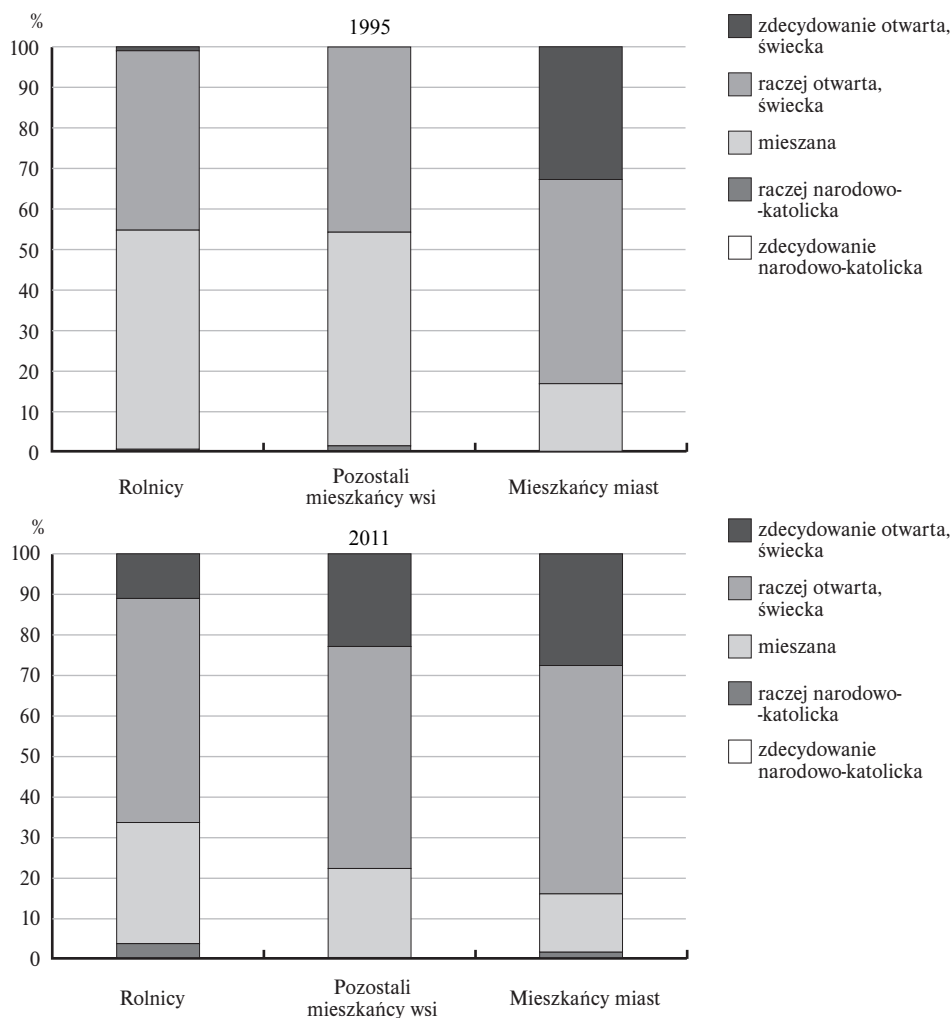 %
1995
100
90
80
70
60
50
40
30
20
10
0
Rolnicy
Pozostali
mieszkańcy wsi
Mieszkańcy miast
zdecydowanie otwarta,
świecka
raczej otwarta,
świecka
mieszana
raczej narodowo-
-katolicka
zdecydowanie
narodowo-katolicka
%
2011
100
90
80
70
60
50
40
30
20
10
0
Rolnicy
Pozostali
mieszkańcy wsi
Mieszkańcy miast
zdecydowanie otwarta,
świecka
raczej otwarta,
świecka
mieszana
raczej narodowo-
-katolicka
zdecydowanie
narodowo-katolicka